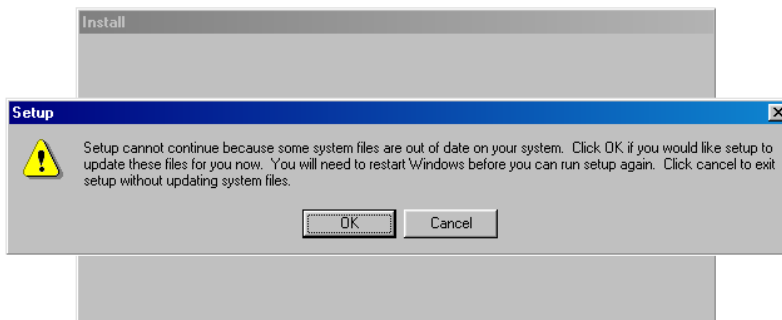 Install
Setup
Setup cannot continue because some system files are out of date on your system.  Click OK if you would like setup to
update these files for you now.  You will need to restart Windows before you can run setup again.  Click cancel to exit
setup without updating system files.
OK
Cancel